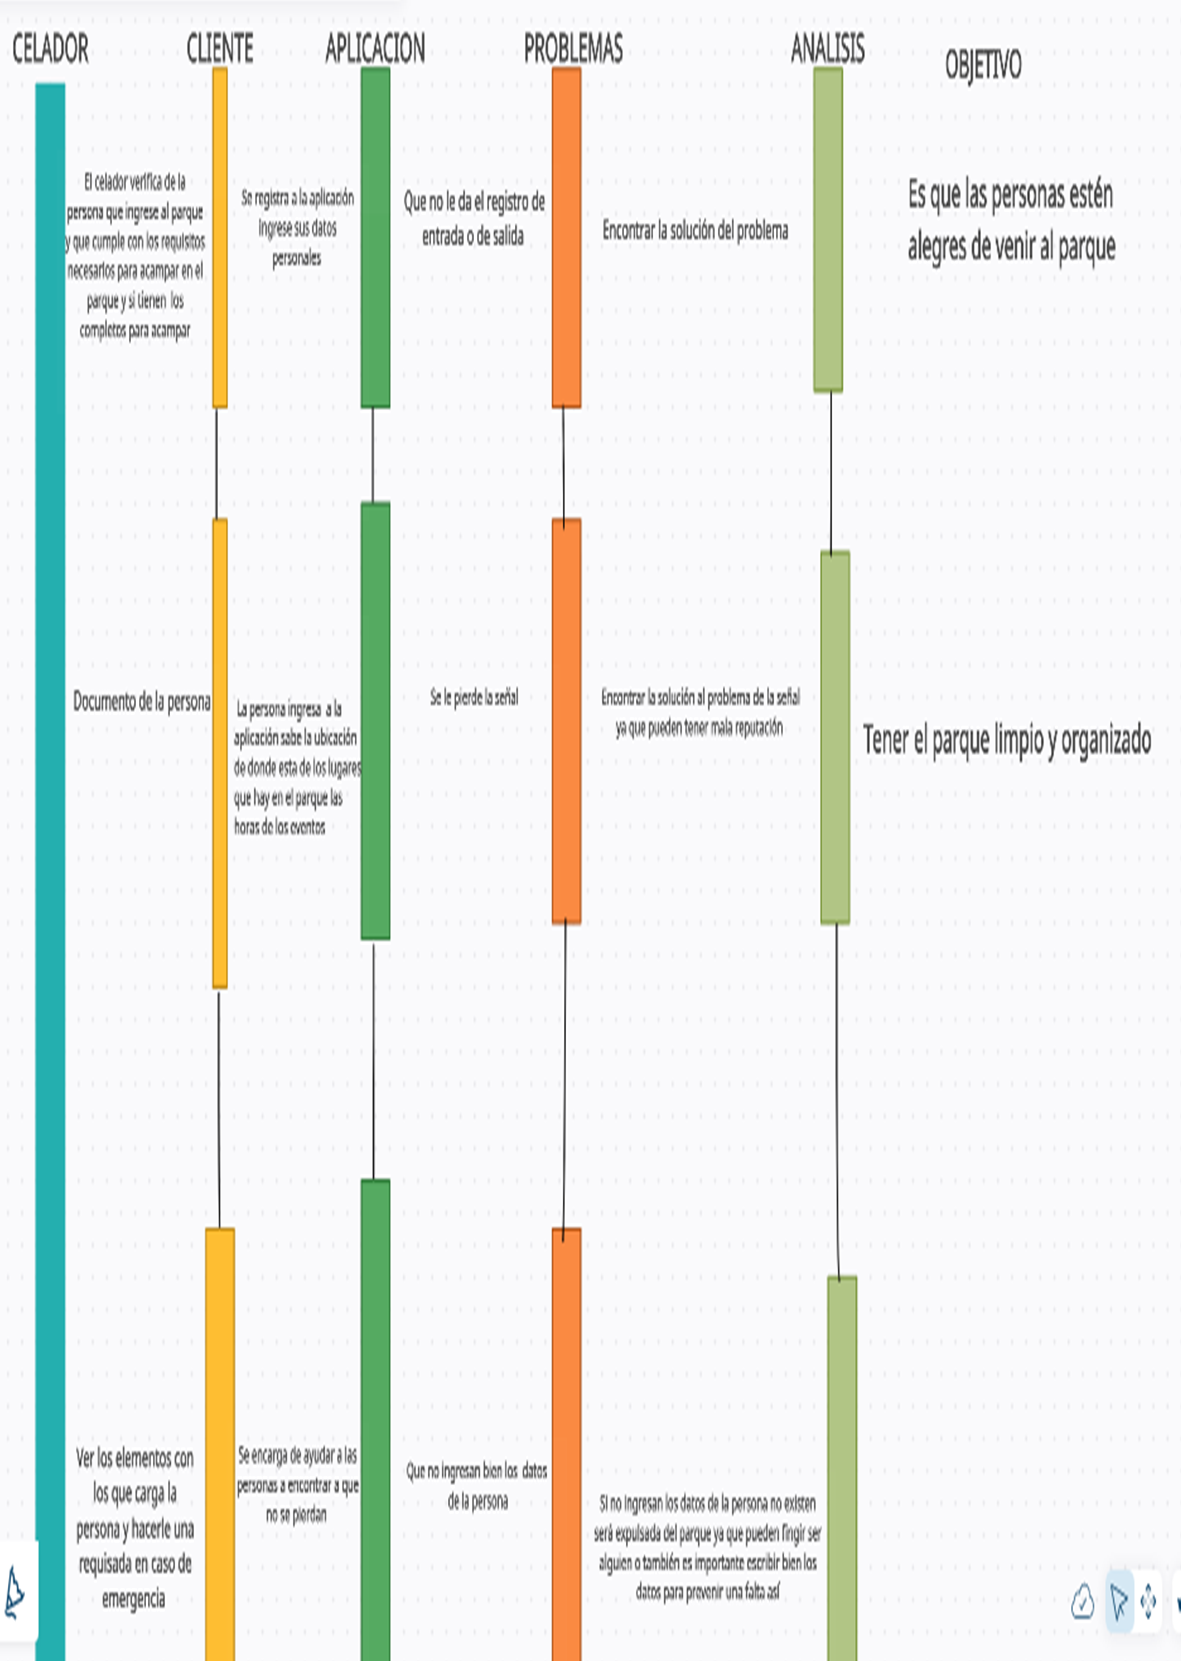 CELADOR
CLIENTE
APLICACION
PROBLEMAS
ANALISIS
OBJETIVO
El celador verifica de la
persona que ingrese al parque
y que cumple con los requisitos
necesarios para acampar en el
parque y si tienen los
completos para acampar
Se registra a la aplicación
ingrese sus datos
personales
Que no le da el registro de
entrada o de salida
Encontrar la solución del problema
Es que las personas estén
alegres de venir al parque
Documento de la persona
La persona ingresa a la
aplicación sabe la ubicación
de donde esta de los lugares
que hay en el parque las
horas de los eventos
Se le pierde la señal
Encontrar la solución al problema de la señal
ya que pueden tener mala reputación
Tener el parque limpio y organizado
Ver los elementos con
los que carga la
persona y hacerle una
requisada en caso de
emergencia
Se encarga de ayudar a las
personas a encontrar a que
no se pierdan
Que no ingresan bien los datos
de la persona
Si no ingresan los datos de la persona no existen
será expulsada del parque ya que pueden fingir ser
alguien o también es importante escribir bien los
datos para prevenir una falta así